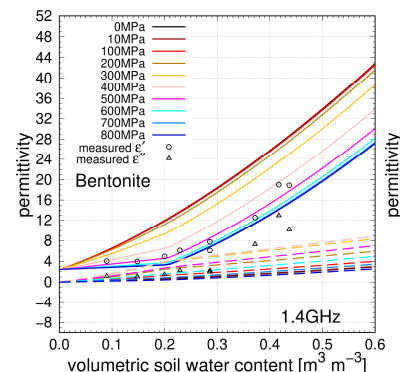 52
48
44
40
36
32
28
24
20
16
12
8
4
0
−4
−8
permittivity
permittivity
0MPa
10MPa
100MPa
200MPa
300MPa
400MPa
500MPa
600MPa
700MPa
800MPa
measured ε′
measured ε″
Bentonite
1.4GHz
0.0 0.1 0.2 0.3 0.4 0.5 0.6
volumetric soil water content [m³ m⁻³]